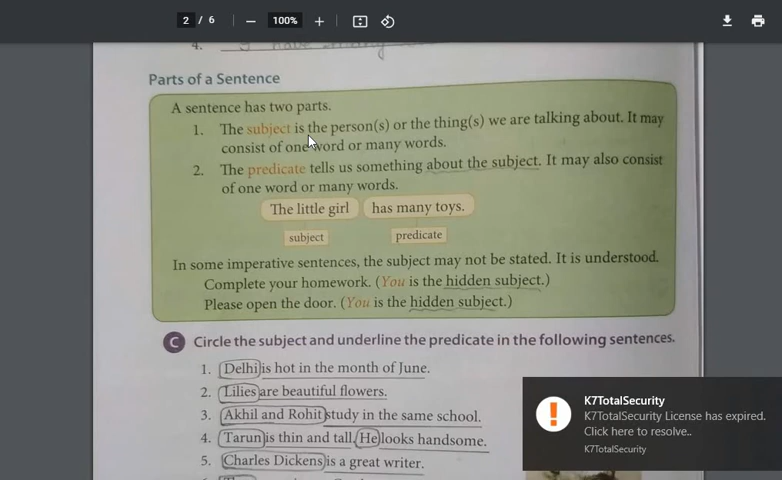 2 / 6 — 100% +
4.
Parts of a Sentence
A sentence has two parts.
1. The subject is the person(s) or the thing(s) we are talking about. It may
consist of one word or many words.
2. The predicate tells us something about the subject. It may also consist
of one word or many words.
The little girl has many toys.
subject predicate
In some imperative sentences, the subject may not be stated. It is understood.
Complete your homework. (You is the hidden subject.)
Please open the door. (You is the hidden subject.)
C Circle the subject and underline the predicate in the following sentences.
1. Delhi is hot in the month of June.
2. Lilies are beautiful flowers.
3. Akhil and Rohit study in the same school.
4. Tarun is thin and tall. He looks handsome.
5. Charles Dickens is a great writer.
K7TotalSecurity
K7TotalSecurity License has expired.
Click here to resolve..
K7TotalSecurity